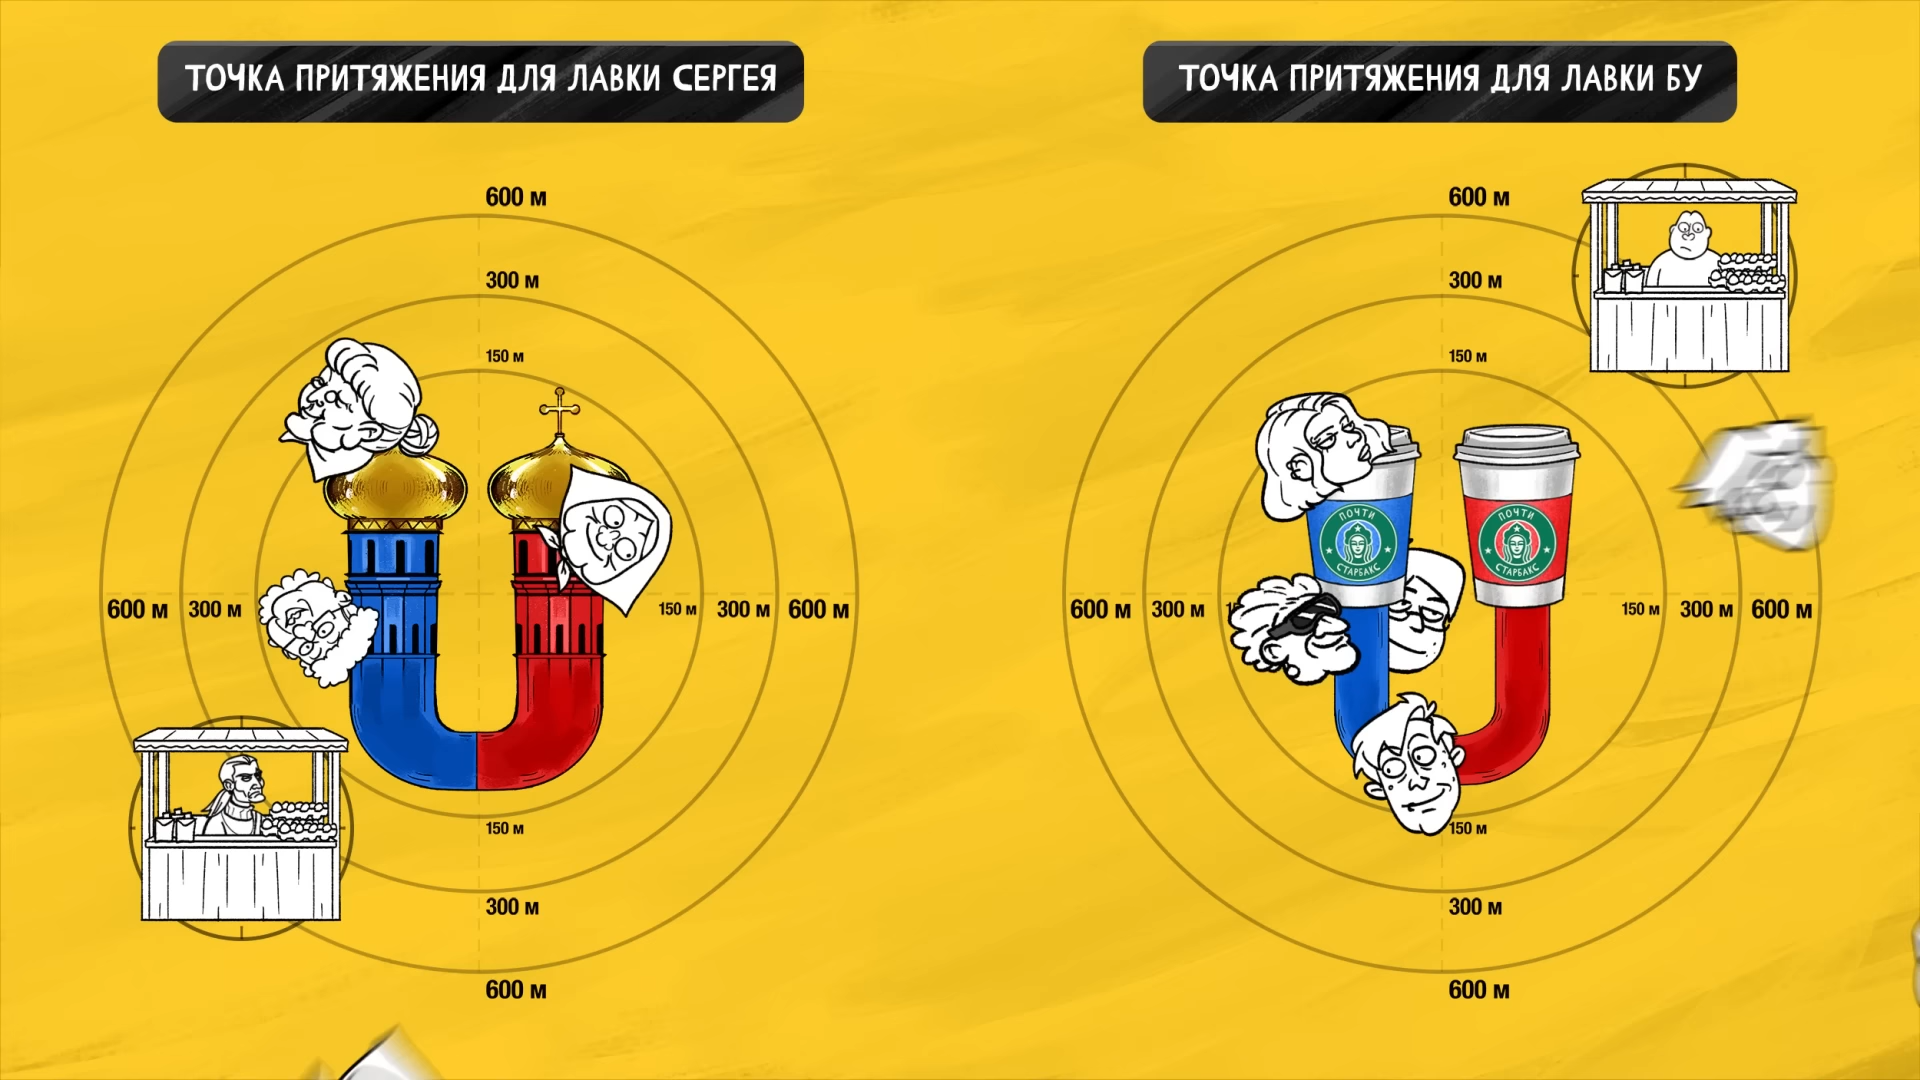 ТОЧКА ПРИТЯЖЕНИЯ ДЛЯ ЛАВКИ СЕРГЕЯ
600 м
300 м
150 м
600 м
300 м
150 м
300 м
600 м
150 м
300 м
600 м
ТОЧКА ПРИТЯЖЕНИЯ ДЛЯ ЛАВКИ БУ
600 м
300 м
150 м
ПОЧТИ
СТАРБАКС
ПОЧТИ
СТАРБАКС
600 м
300 м
150 м
300 м
600 м
150 м
300 м
600 м